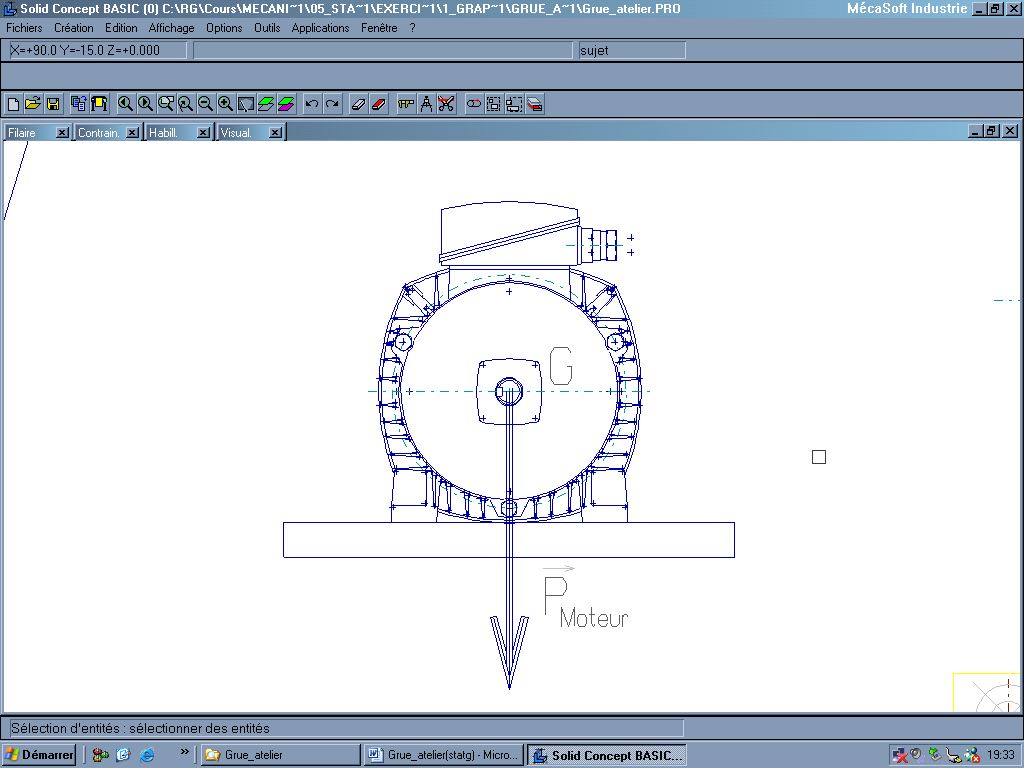 Solid Concept BASIC (0) C:\RG\Cours\MECANI~1\05_STA~1\EXERCI~1\1_GRAP~1\GRUE_A~1\Grue_atelier.PRO MécaSoft Industrie
Fichiers Création Edition Affichage Options Outils Applications Fenêtre ?
X=+90.0 Y=-15.0 Z=+0.000 sujet
Filaire Contrain. Habill. Visual.
G
P Moteur
Sélection d'entités : sélectionner des entités
Démarrer » Grue_atelier Grue_atelier(statg) - Micro... Solid Concept BASIC... 19:33